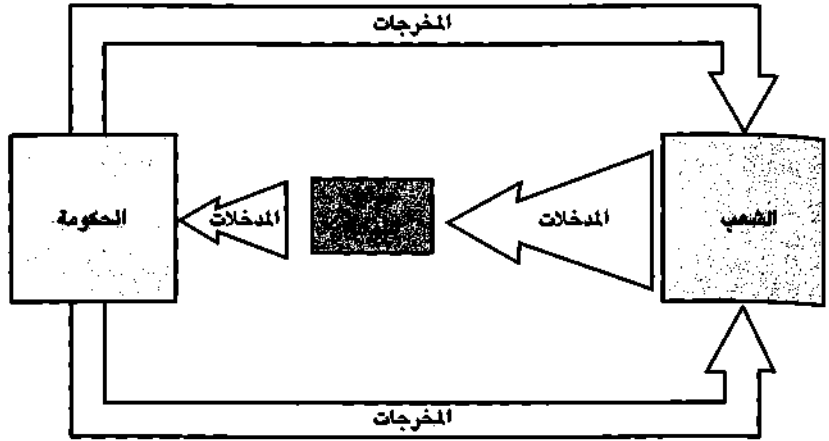 المخرجات
الشعب
المدخلات
المدخلات
الحكومة
المخرجات